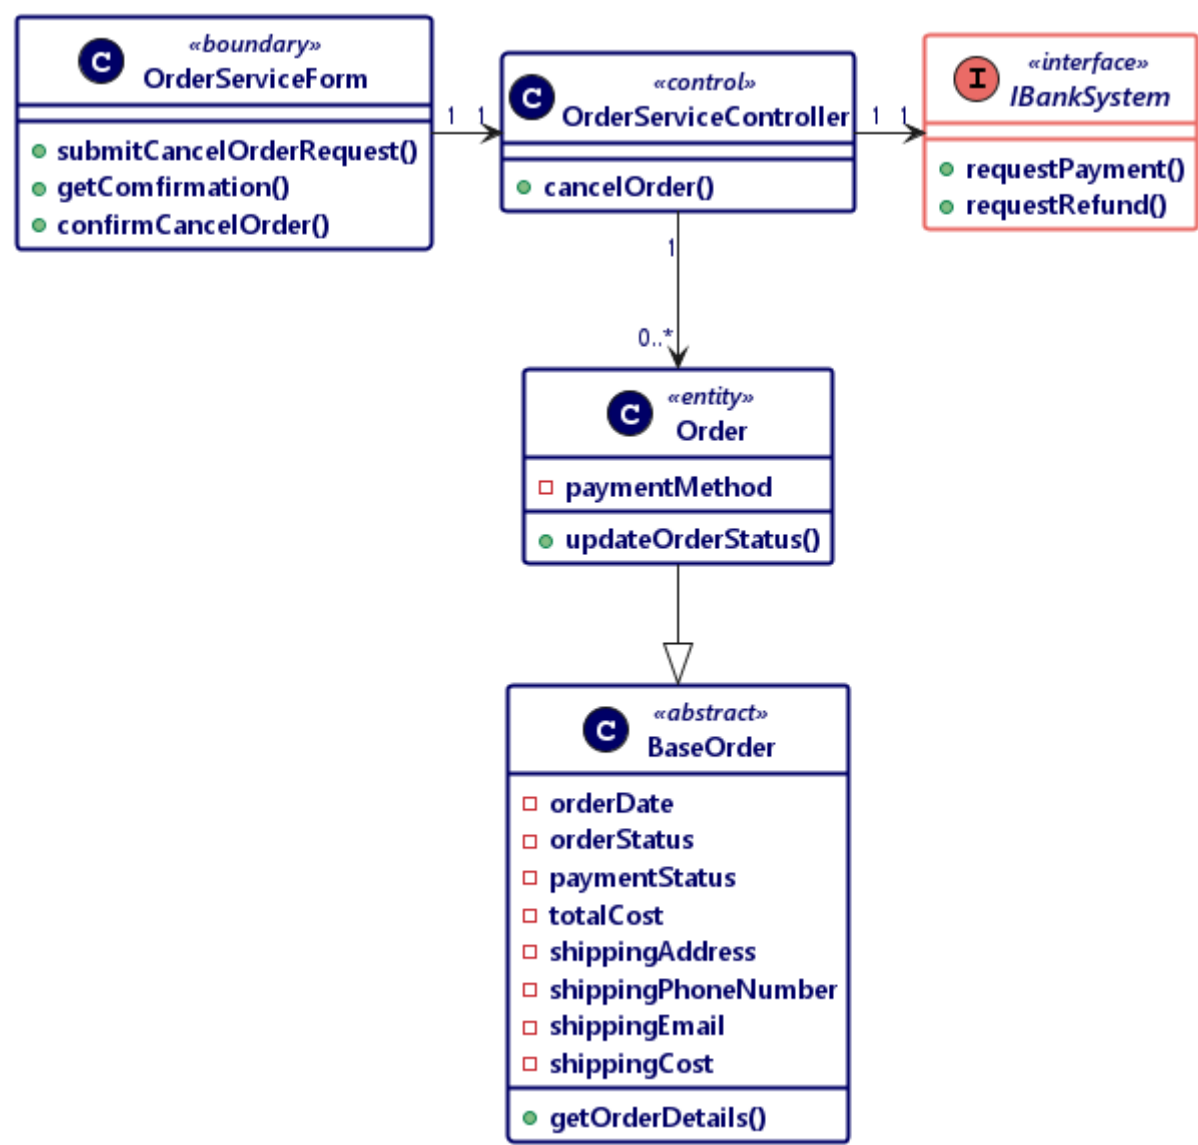 «boundary»
C
OrderServiceForm
submitCancelOrderRequest()
getComfirmation()
confirmCancelOrder()
1 1
«control»
C
OrderServiceController
cancelOrder()
1 1
«interface»
I
IBankSystem
requestPayment()
requestRefund()
1
0..*
«entity»
C
Order
paymentMethod
updateOrderStatus()
«abstract»
C
BaseOrder
orderDate
orderStatus
paymentStatus
totalCost
shippingAddress
shippingPhoneNumber
shippingEmail
shippingCost
getOrderDetails()